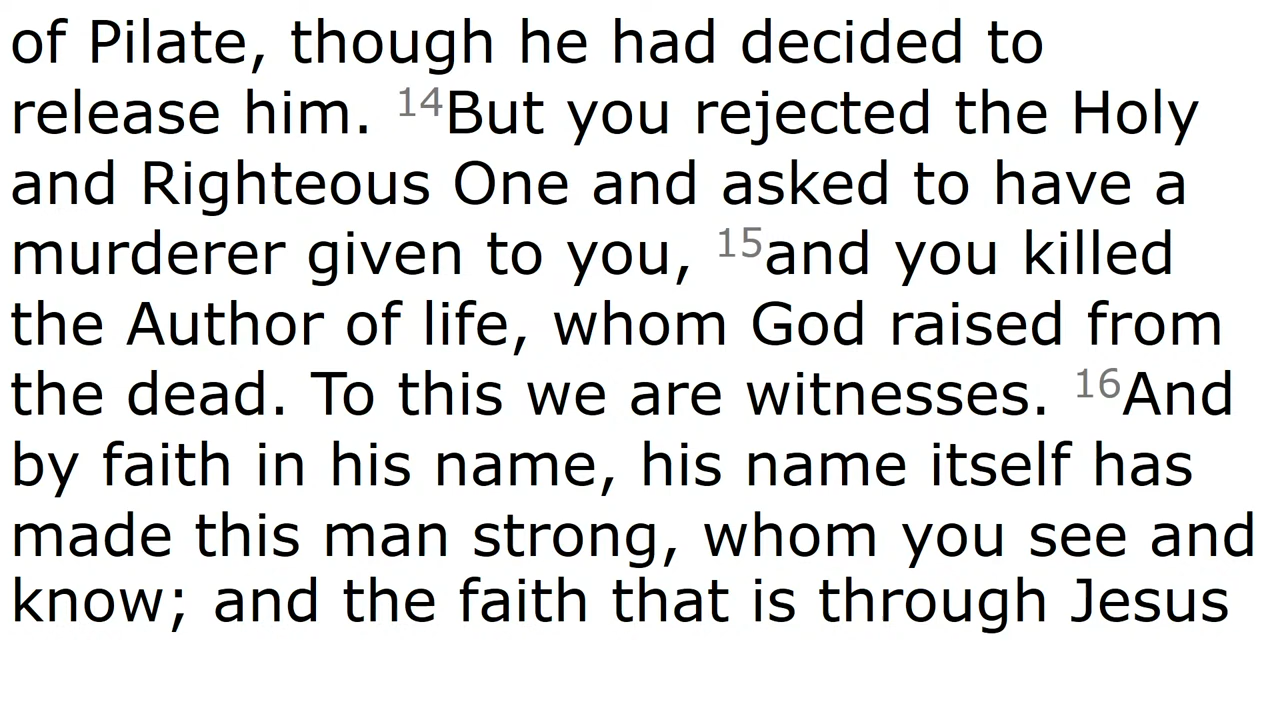 of Pilate, though he had decided to
release him. 14But you rejected the Holy
and Righteous One and asked to have a
murderer given to you, 15and you killed
the Author of life, whom God raised from
the dead. To this we are witnesses. 16And
by faith in his name, his name itself has
made this man strong, whom you see and
know; and the faith that is through Jesus